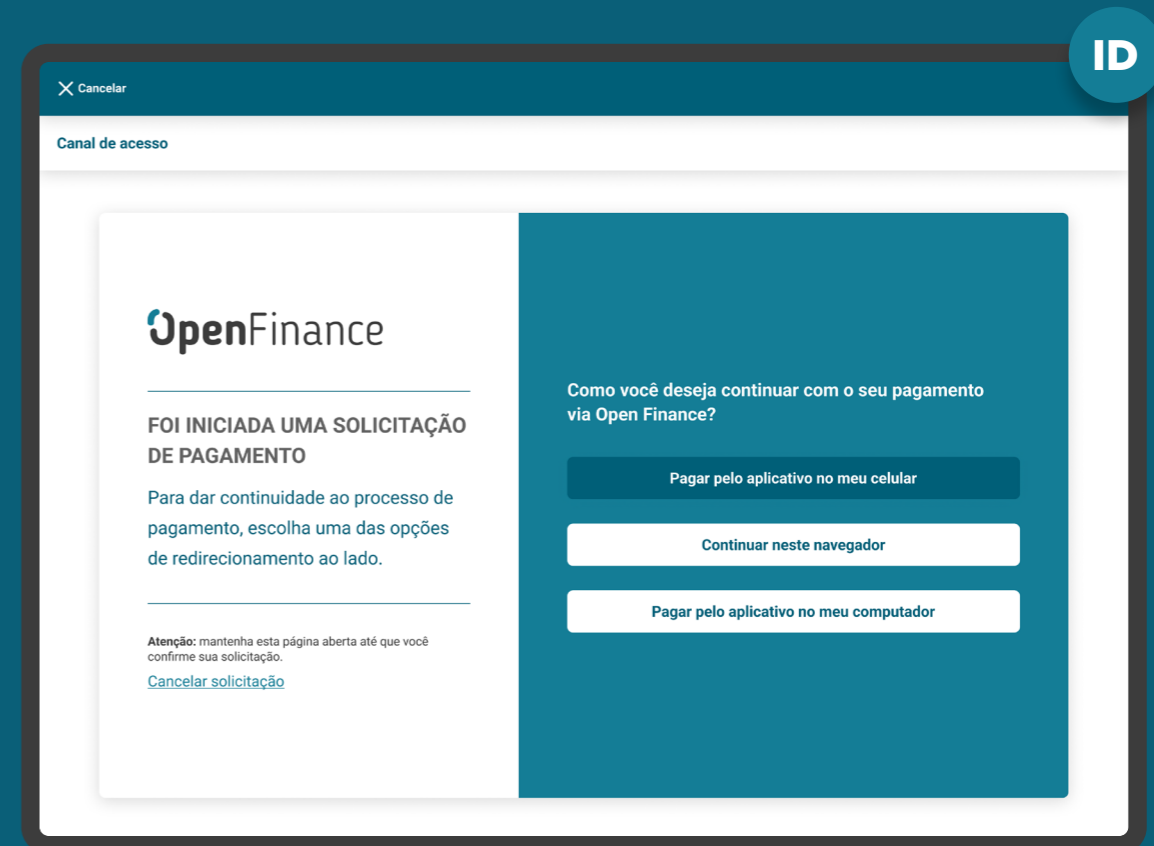 ID
Cancelar
Canal de acesso
OpenFinance
FOI INICIADA UMA SOLICITAÇÃO
DE PAGAMENTO
Para dar continuidade ao processo de
pagamento, escolha uma das opções
de redirecionamento ao lado.
Atenção: mantenha esta página aberta até que você
confirme sua solicitação.
Cancelar solicitação
Como você deseja continuar com o seu pagamento
via Open Finance?
Pagar pelo aplicativo no meu celular
Continuar neste navegador
Pagar pelo aplicativo no meu computador